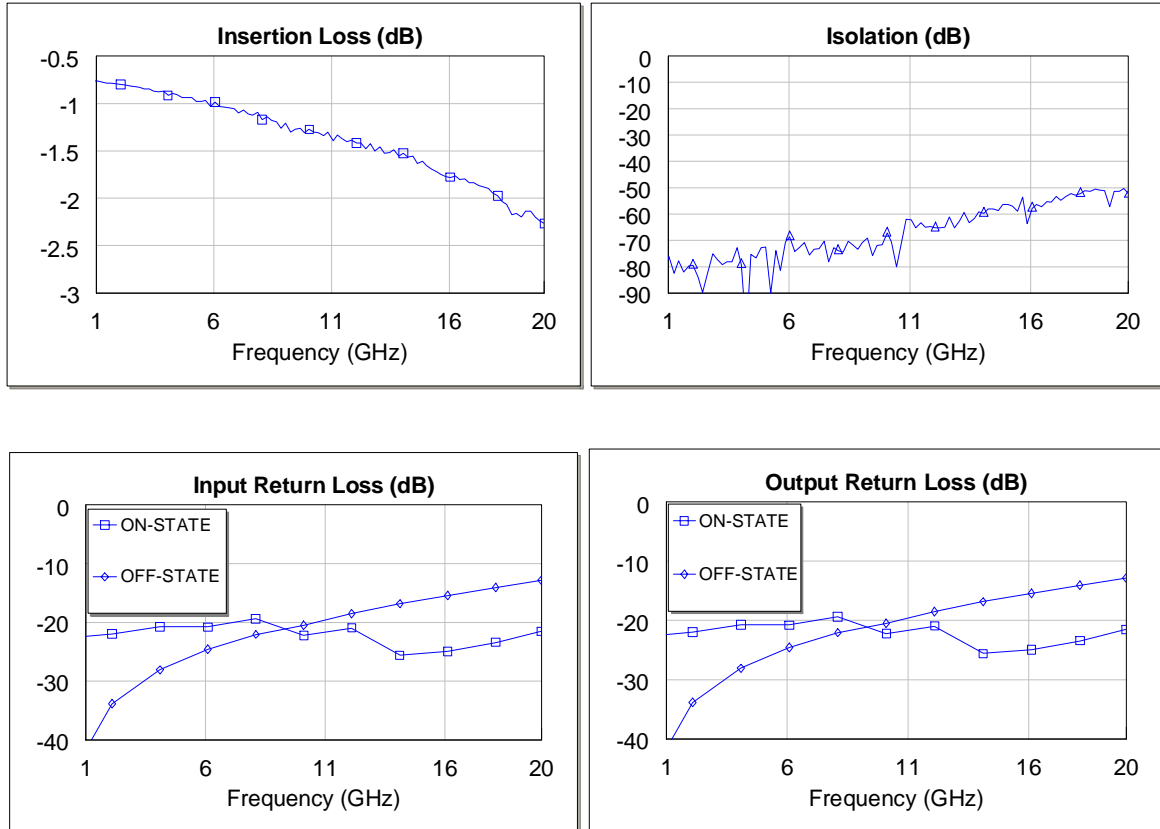 Insertion Loss (dB)
-0.5
-1
-1.5
-2
-2.5
-3
1 6 11 16 20
Frequency (GHz)
Isolation (dB)
0
-10
-20
-30
-40
-50
-60
-70
-80
-90
1 6 11 16 20
Frequency (GHz)
Input Return Loss (dB)
0
-10
-20
-30
-40
ON-STATE
OFF-STATE
1 6 11 16 20
Frequency (GHz)
Output Return Loss (dB)
0
-10
-20
-30
-40
ON-STATE
OFF-STATE
1 6 11 16 20
Frequency (GHz)